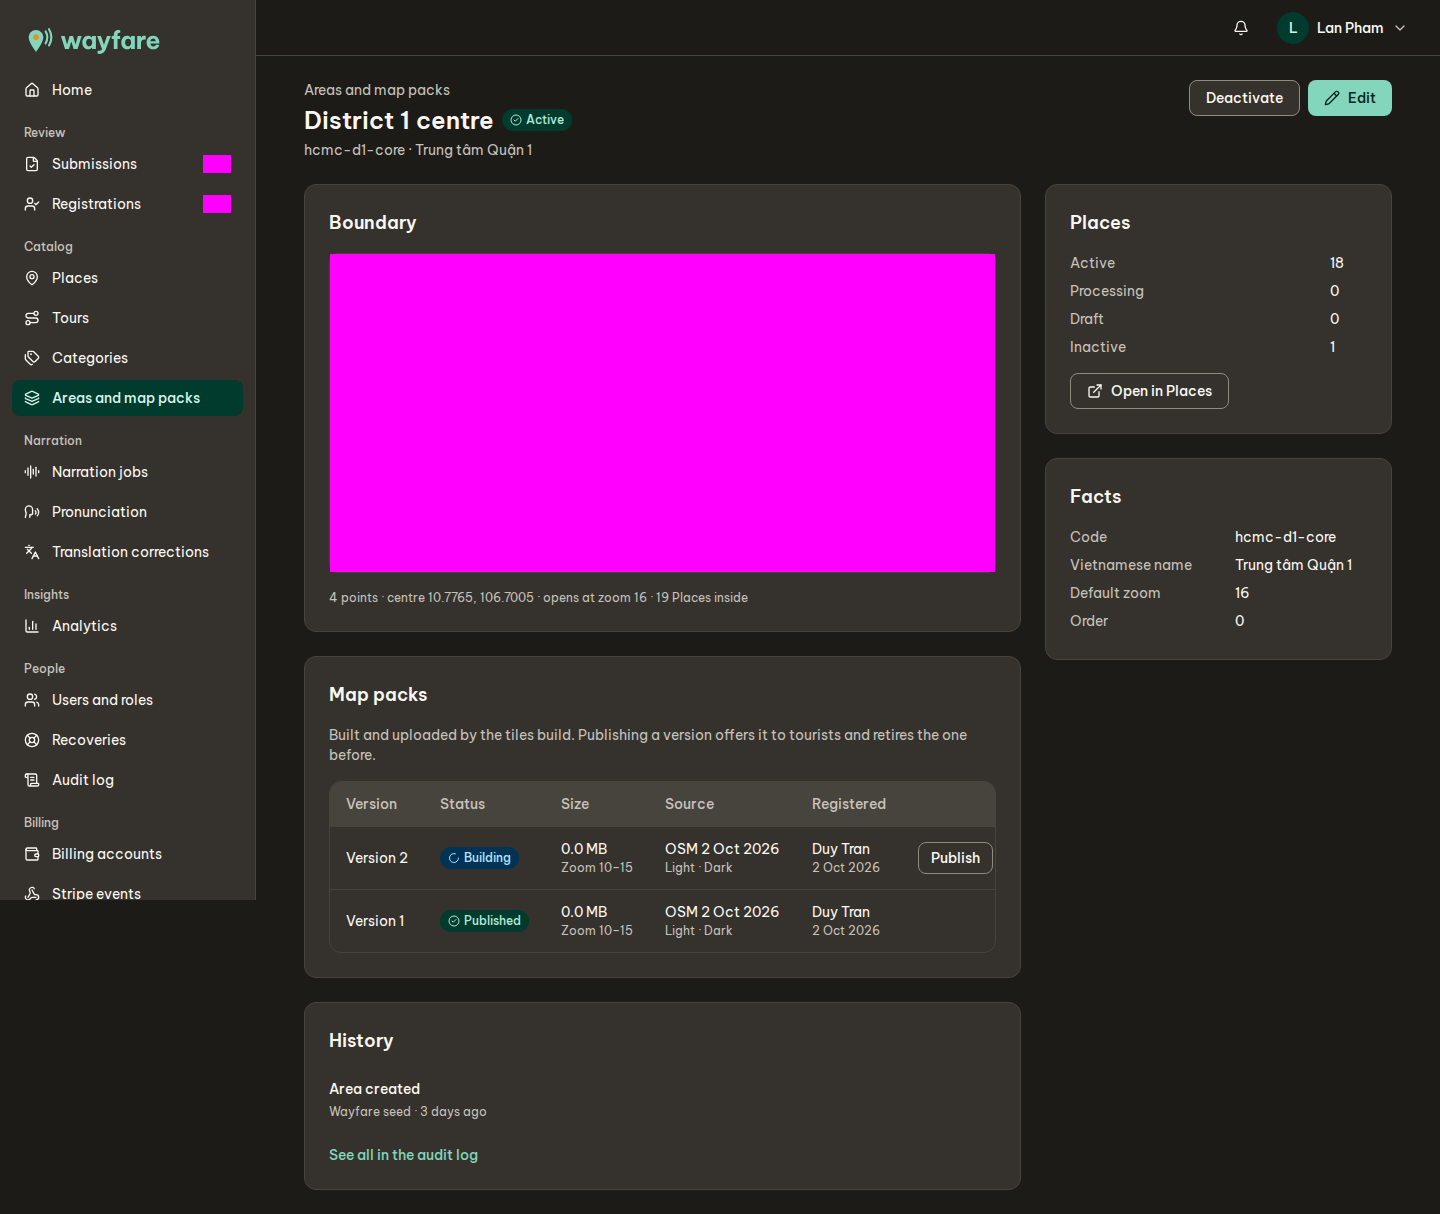 wayfare
Home
Review
Submissions
Registrations
Catalog
Places
Tours
Categories
Areas and map packs
Narration
Narration jobs
Pronunciation
Translation corrections
Insights
Analytics
People
Users and roles
Recoveries
Audit log
Billing
Billing accounts
Stripe events
L Lan Pham
Areas and map packs
District 1 centre Active
hcmc-d1-core · Trung tâm Quận 1
Deactivate
Edit
Boundary
4 points · centre 10.7765, 106.7005 · opens at zoom 16 · 19 Places inside
Map packs
Built and uploaded by the tiles build. Publishing a version offers it to tourists and retires the one
before.
Version Status Size Source Registered
Version 2 Building 0.0 MB OSM 2 Oct 2026 Duy Tran Publish
Zoom 10–15 Light · Dark 2 Oct 2026
Version 1 Published 0.0 MB OSM 2 Oct 2026 Duy Tran
Zoom 10–15 Light · Dark 2 Oct 2026
History
Area created
Wayfare seed · 3 days ago
See all in the audit log
Places
Active 18
Processing 0
Draft 0
Inactive 1
Open in Places
Facts
Code hcmc-d1-core
Vietnamese name Trung tâm Quận 1
Default zoom 16
Order 0